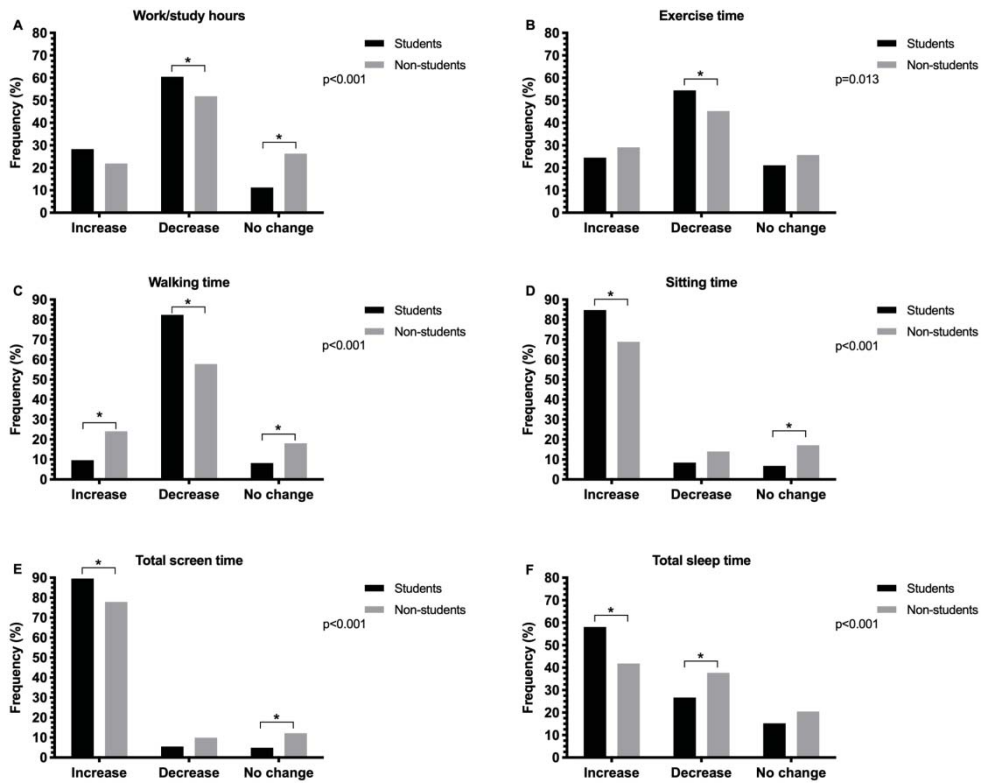 A
Work/study hours
Frequency (%)
80
70
60
50
40
30
20
10
0
*
*
Increase Decrease No change
Students
Non-students
p<0.001
B
Exercise time
Frequency (%)
80
70
60
50
40
30
20
10
0
*
Increase Decrease No change
Students
Non-students
p=0.013
C
Walking time
Frequency (%)
90
80
70
60
50
40
30
20
10
0
*
*
*
Increase Decrease No change
Students
Non-students
p<0.001
D
Sitting time
Frequency (%)
90
80
70
60
50
40
30
20
10
0
*
*
Increase Decrease No change
Students
Non-students
p<0.001
E
Total screen time
Frequency (%)
90
80
70
60
50
40
30
20
10
0
*
*
Increase Decrease No change
Students
Non-students
p<0.001
F
Total sleep time
Frequency (%)
80
70
60
50
40
30
20
10
0
*
*
Increase Decrease No change
Students
Non-students
p<0.001